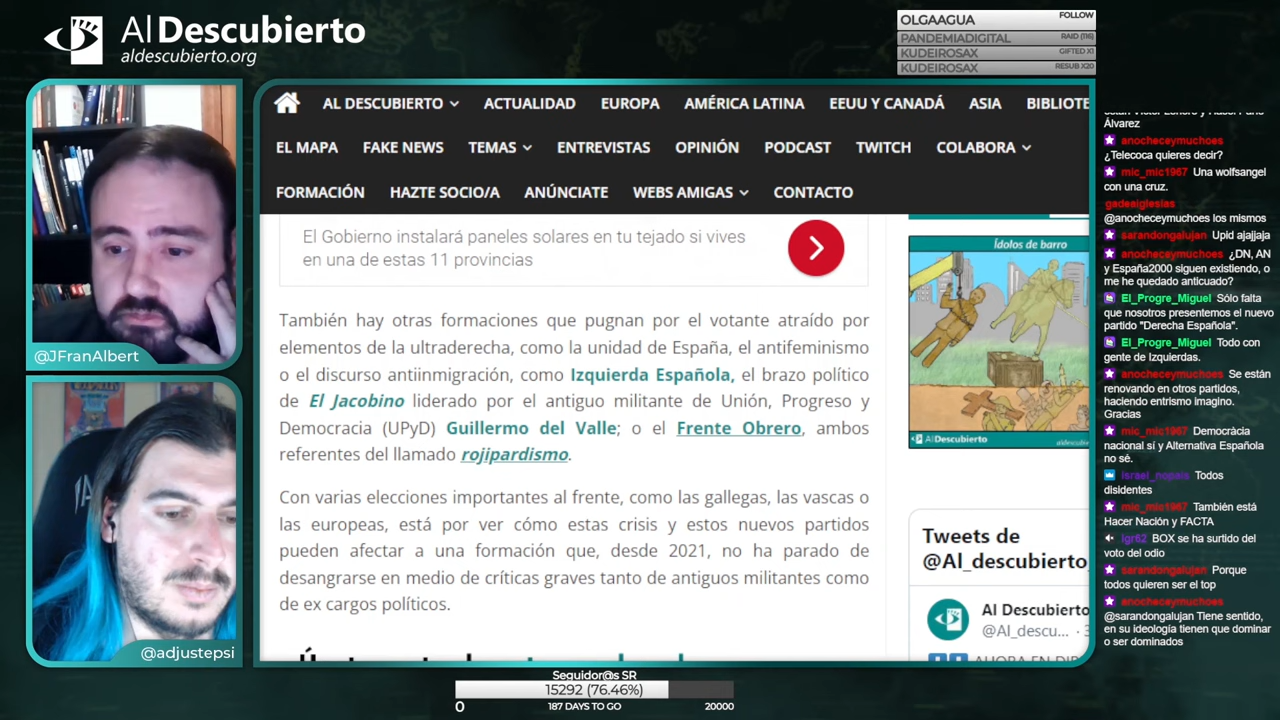 Al Descubierto
aldescubierto.org
OLGAAGUA FOLLOW
PANDEMIADIGITAL RAID (116)
KUDEIROSAX GIFTED X1
KUDEIROSAX RESUB X20
@JFranAlbert
@adjustepsi
AL DESCUBIERTO ACTUALIDAD EUROPA AMÉRICA LATINA EEUU Y CANADÁ ASIA BIBLIOTE
EL MAPA FAKE NEWS TEMAS ENTREVISTAS OPINIÓN PODCAST TWITCH COLABORA
FORMACIÓN HAZTE SOCIO/A ANÚNCIATE WEBS AMIGAS CONTACTO
El Gobierno instalará paneles solares en tu tejado si vives
en una de estas 11 provincias
También hay otras formaciones que pugnan por el votante atraído por
elementos de la ultraderecha, como la unidad de España, el antifeminismo
o el discurso antiinmigración, como Izquierda Española, el brazo político
de El Jacobino liderado por el antiguo militante de Unión, Progreso y
Democracia (UPyD) Guillermo del Valle; o el Frente Obrero, ambos
referentes del llamado rojipardismo.
Con varias elecciones importantes al frente, como las gallegas, las vascas o
las europeas, está por ver cómo estas crisis y estos nuevos partidos
pueden afectar a una formación que, desde 2021, no ha parado de
desangrarse en medio de críticas graves tanto de antiguos militantes como
de ex cargos políticos.
Ídolos de barro
Al Descubierto
Tweets de
@Al_descubierto_
Al Descubierto
@Al_descu...
Álvarez
anocheceymuchoes
¿Telecoca quieres decir?
mic_mic1967 Una wolfsangel
con una cruz.
gadeaiglesias
@anocheceymuchoes los mismos
sarandongalujan Upid ajajjaja
anocheceymuchoes ¿DN, AN
y España2000 siguen existiendo, o
me he quedado anticuado?
El_Progre_Miguel Sólo falta
que nosotros presentemos el nuevo
partido "Derecha Española".
El_Progre_Miguel Todo con
gente de Izquierdas.
anocheceymuchoes Se están
renovando en otros partidos,
haciendo entrismo imagino.
Gracias
mic_mic1967 Democràcia
nacional sí y Alternativa Española
no sé.
israel_nopais Todos
disidentes
mic_mic1967 También está
Hacer Nación y FACTA
lgr62 BOX se ha surtido del
voto del odio
sarandongalujan Porque
todos quieren ser el top
anocheceymuchoes
@sarandongalujan Tiene sentido,
en su ideología tienen que dominar
o ser dominados
Seguidor@s SR
15292 (76.46%)
0 187 DAYS TO GO 20000